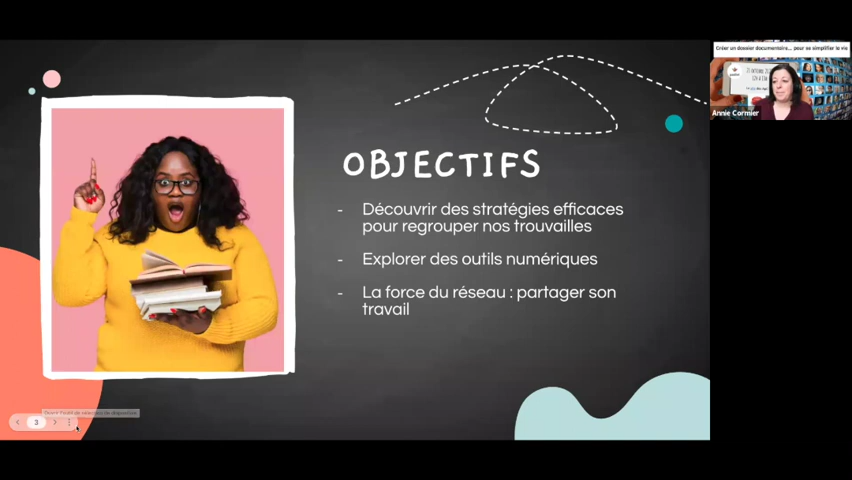 Créer un dossier documentaire... pour se simplifier la vie
Annie Cormier
OBJECTIFS
- Découvrir des stratégies efficaces
pour regrouper nos trouvailles
- Explorer des outils numériques
- La force du réseau : partager son
travail
3